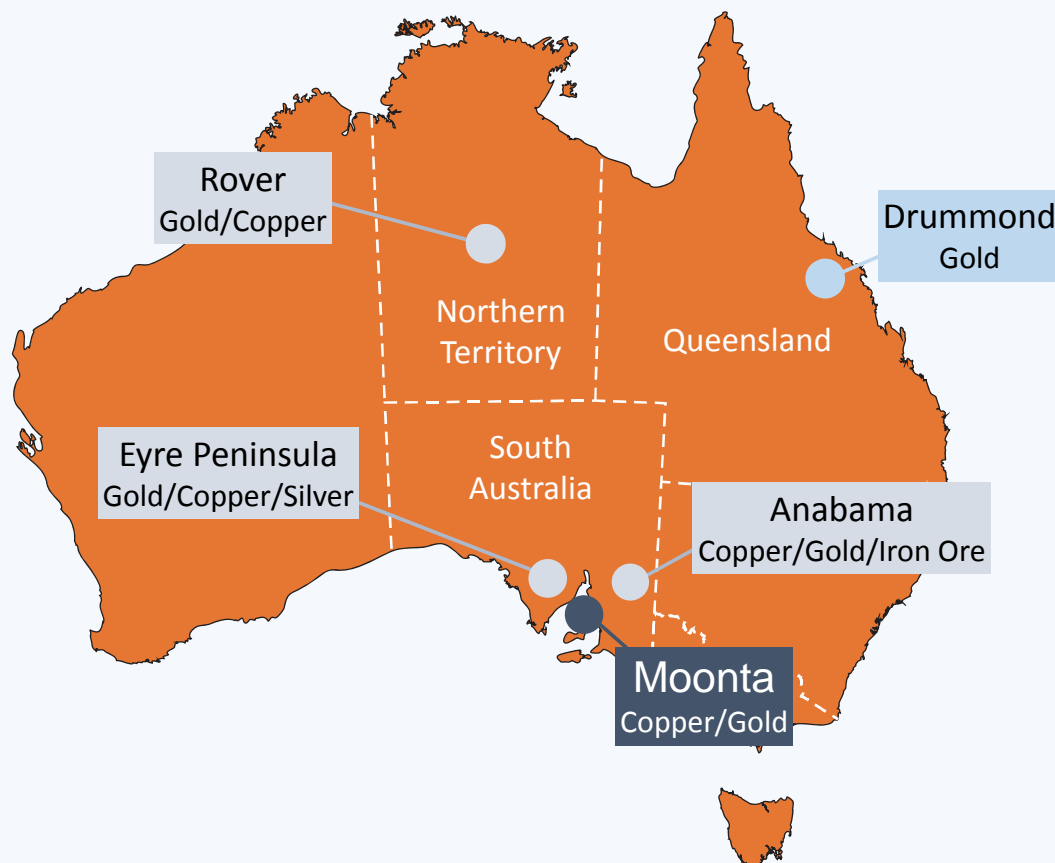 Rover
Gold/Copper
Drummond
Gold
Northern
Territory
Queensland
Eyre Peninsula
Gold/Copper/Silver
South
Australia
Anabama
Copper/Gold/Iron Ore
Moonta
Copper/Gold